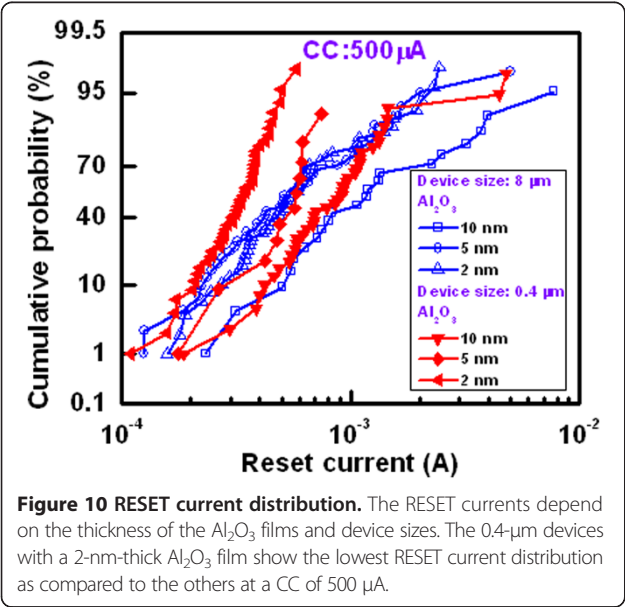 99.5
95
70
40
10
1
0.1
Cumulative probability (%)
CC:500 µA
Device size: 8 µm
Al₂O₃
10 nm
5 nm
2 nm
Device size: 0.4 µm
Al₂O₃
10 nm
5 nm
2 nm
10⁻⁴ 10⁻³ 10⁻²
Reset current (A)
Figure 10 RESET current distribution. The RESET currents depend
on the thickness of the Al₂O₃ films and device sizes. The 0.4-µm devices
with a 2-nm-thick Al₂O₃ film show the lowest RESET current distribution
as compared to the others at a CC of 500 µA.